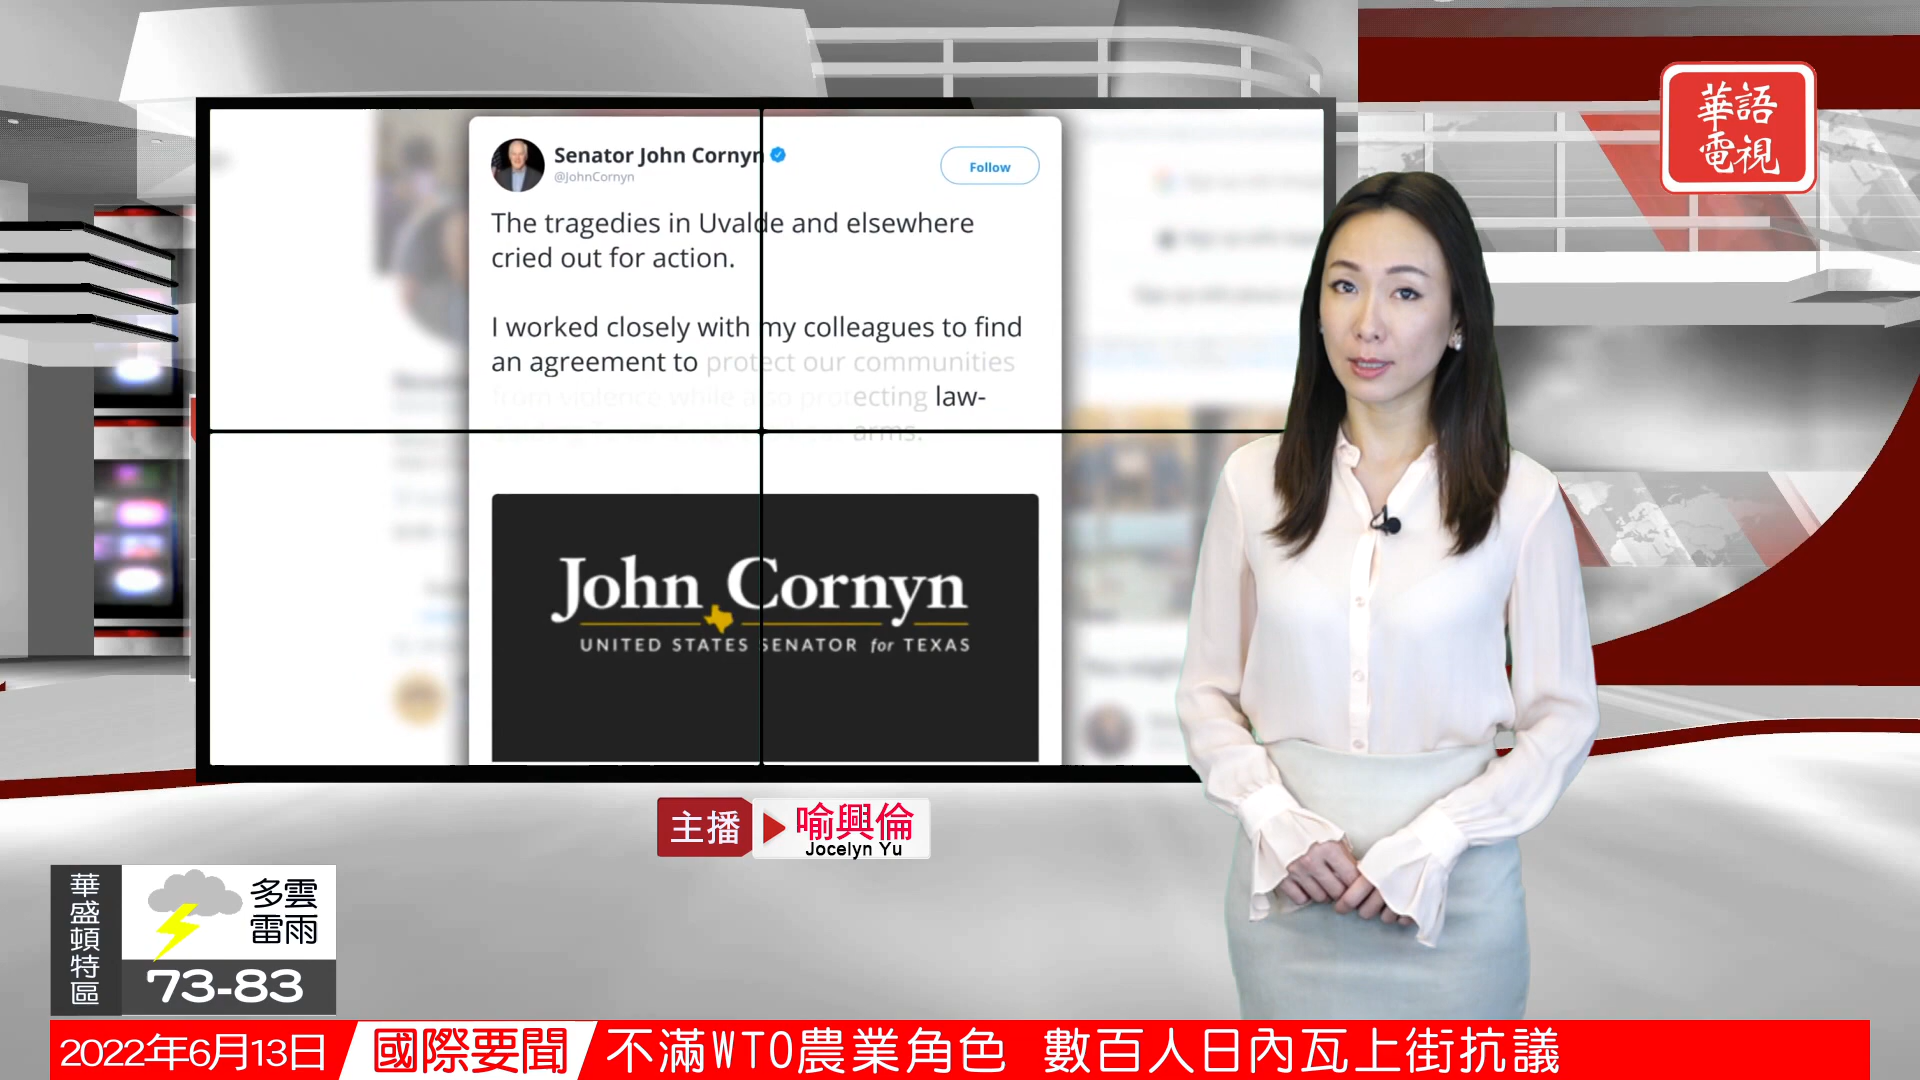 華語
電視
Senator John Cornyn
@JohnCornyn
Follow
The tragedies in Uvalde and elsewhere
cried out for action.
I worked closely with my colleagues to find
an agreement to protect our communities
from violence while also protecting law-
arms.
John Cornyn
UNITED STATES SENATOR for TEXAS
主播
喻興倫
Jocelyn Yu
華盛頓特區
多雲
雷雨
73-83
2022年6月13日
國際要聞
不滿WTO農業角色 數百人日內瓦上街抗議